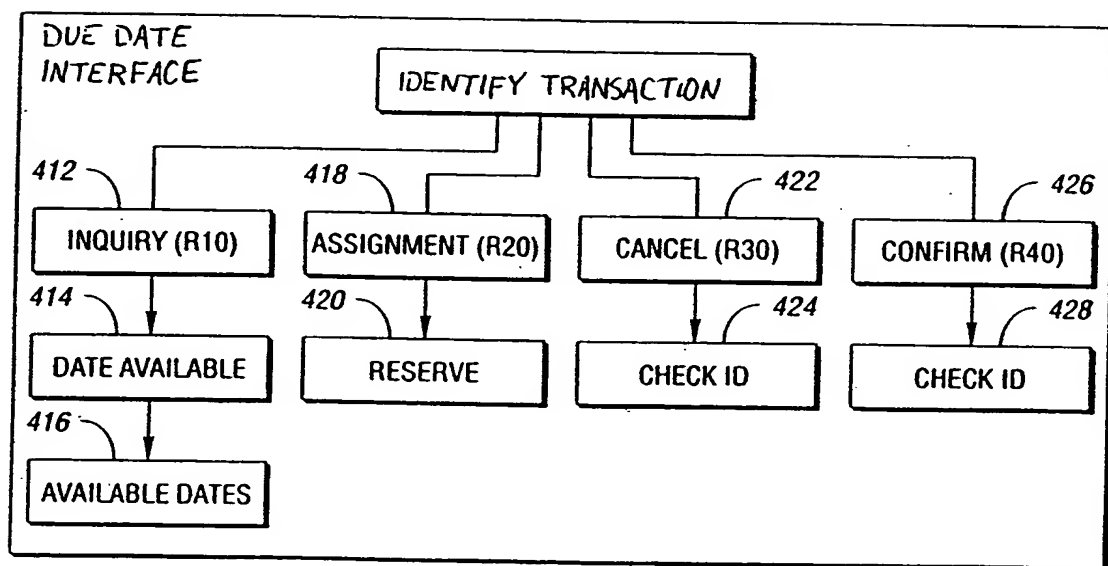 DUE DATE
INTERFACE
IDENTIFY TRANSACTION
412
418
422
426
INQUIRY (R10)
ASSIGNMENT (R20)
CANCEL (R30)
CONFIRM (R40)
414
420
424
428
DATE AVAILABLE
RESERVE
CHECK ID
CHECK ID
416
AVAILABLE DATES